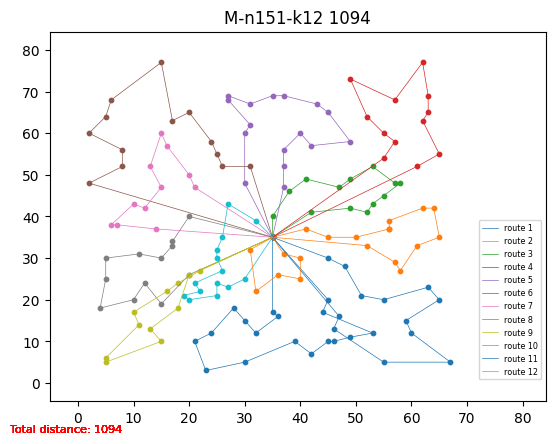 M-n151-k12 1094
80
70
60
50
40
30
20
10
0
0 10 20 30 40 50 60 70 80
route 1
route 2
route 3
route 4
route 5
route 6
route 7
route 8
route 9
route 10
route 11
route 12
Total distance: 1094